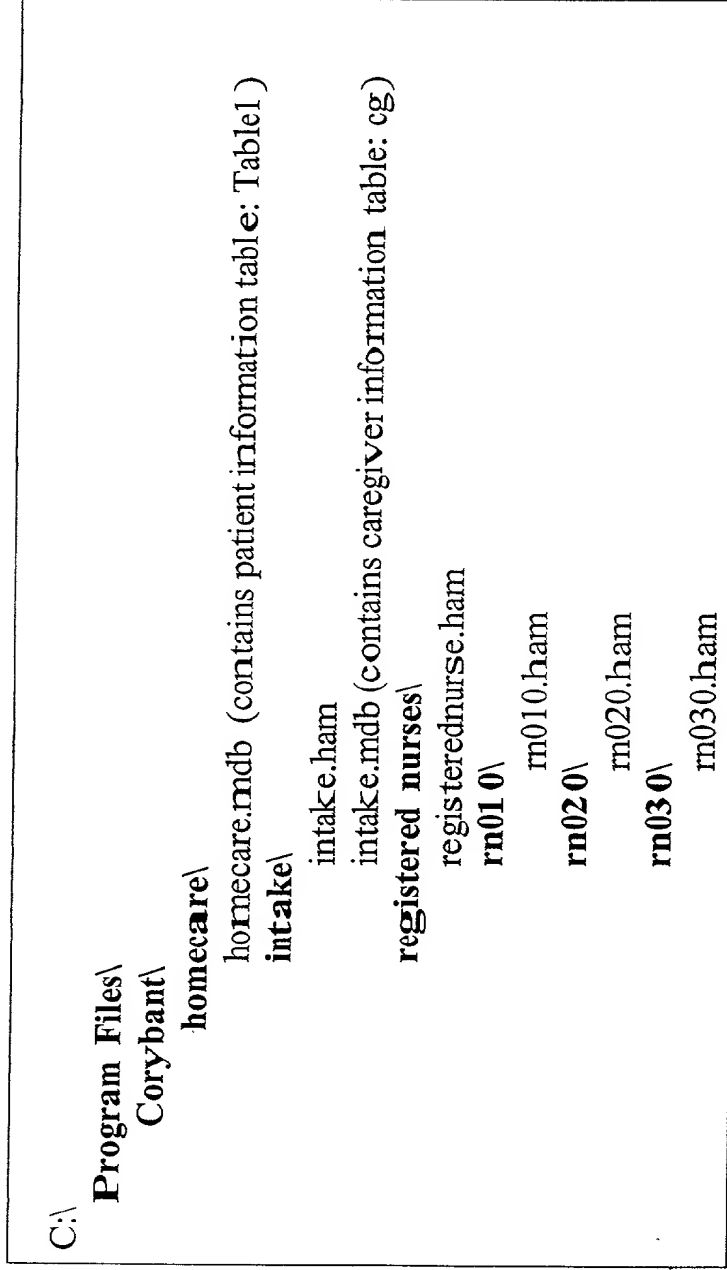 C:\
Program Files\
Corybant\
homecare\
homecare.mdb (contains patient information table: Table1)
intake\
intake.ham
intake.mdb (contains caregiver information table: cg)
registered nurses\
registerednurse.ham
rn010\
rn010.ham
rn020\
rn020.ham
rn030\
rn030.ham